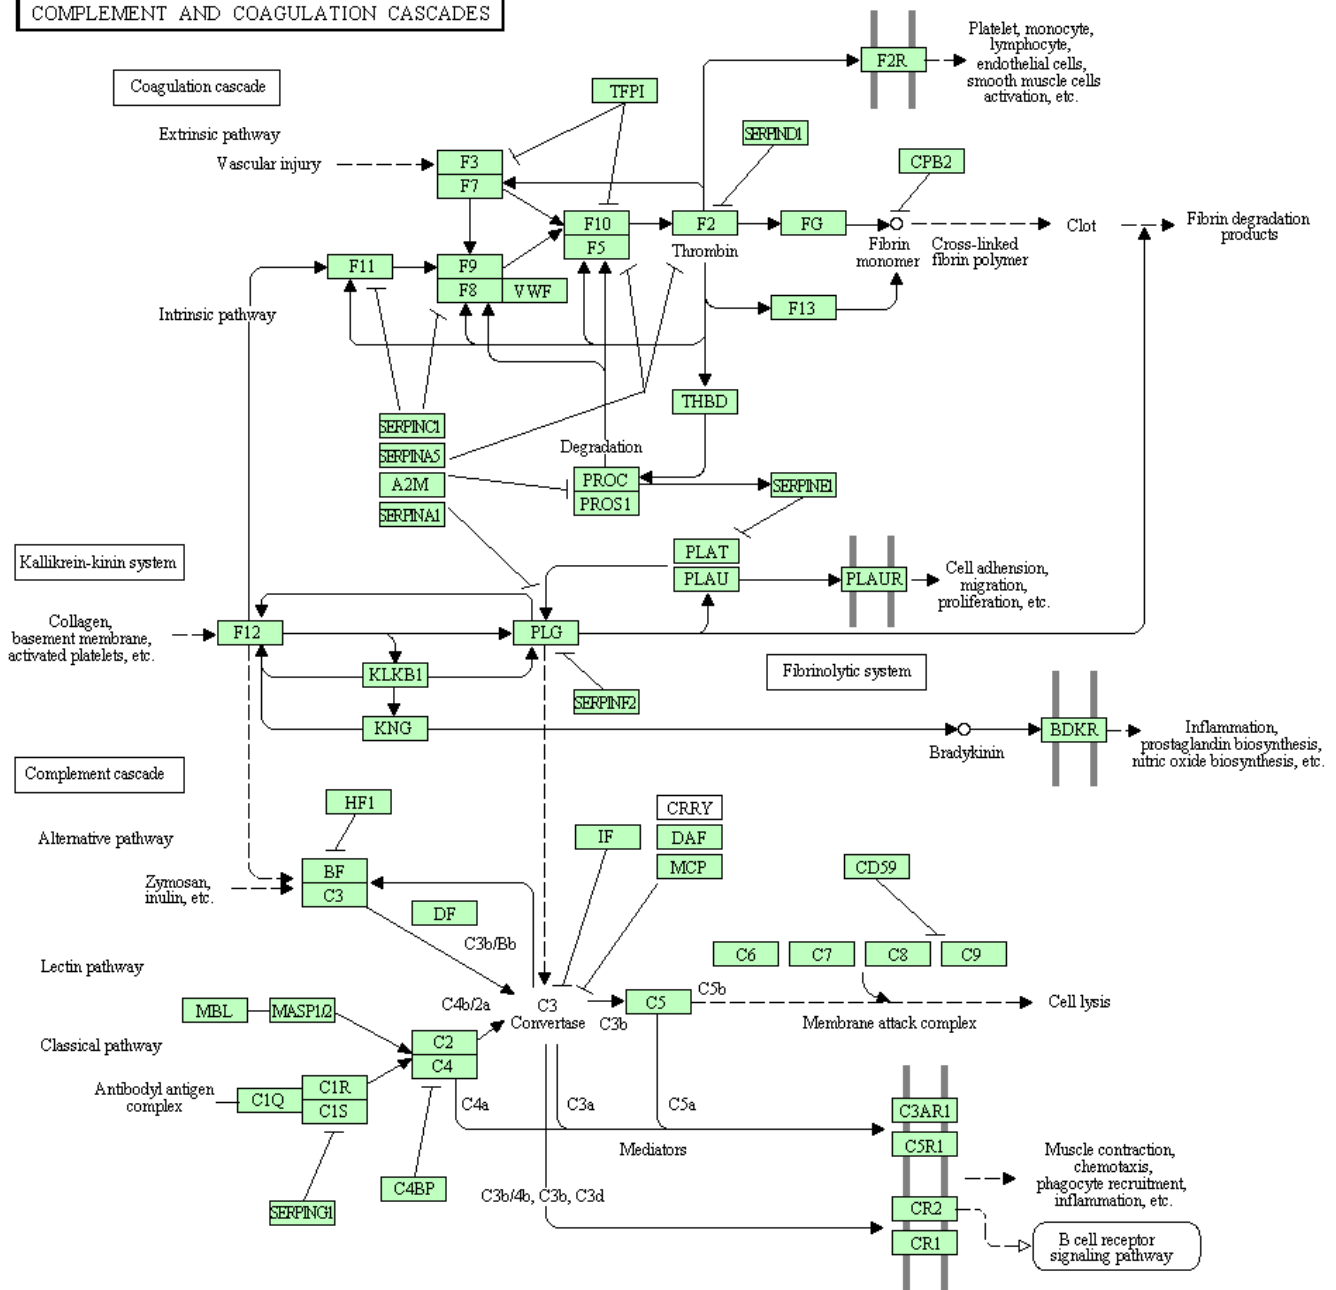 COMPLEMENT AND COAGULATION CASCADES
Platelet, monocyte,
lymphocyte,
endothelial cells,
smooth muscle cells
activation, etc.
F2R
Coagulation cascade
TFPI
Extrinsic pathway
SERPIND1
Vascular injury
F3
F7
CPB2
F10
F5
F2
Thrombin
FG
Fibrin
monomer
Cross-linked
fibrin polymer
Clot
Fibrin degradation
products
F11
F9
F8
VWF
F13
Intrinsic pathway
THBD
SERPINC1
SERPINA5
A2M
SERPINA1
Degradation
PROC
PROS1
SERPINE1
Kallikrein-kinin system
PLAT
PLAU
PLAUR
Cell adhension,
migration,
proliferation, etc.
Collagen,
basement membrane,
activated platelets, etc.
F12
PLG
KLKB1
Fibrinolytic system
SERPINF2
KNG
Bradykinin
BDKR
Inflammation,
prostaglandin biosynthesis,
nitric oxide biosynthesis, etc.
Complement cascade
HF1
CRRY
DAF
MCP
IF
CD59
Alternative pathway
Zymosan,
inulin, etc.
BF
C3
DF
C3b/Bb
C6
C7
C8
C9
Lectin pathway
MBL
MASP1/2
C4b/2a
C3
Convertase
C3b
C5
C5b
Membrane attack complex
Cell lysis
Classical pathway
C2
C4
Antibodyl antigen
complex
C1Q
C1R
C1S
C4a
C3a
C5a
Mediators
C3AR1
C5R1
Muscle contraction,
chemotaxis,
phagocyte recruitment,
inflammation, etc.
C4BP
SERPING1
C3b/4b, C3b, C3d
CR2
CR1
B cell receptor
signaling pathway